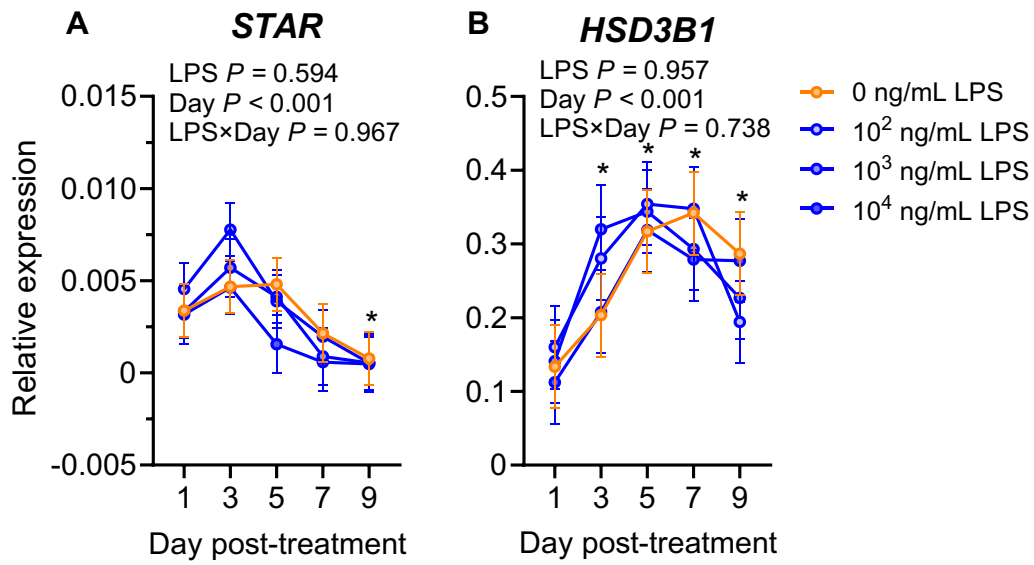 A
STAR
LPS P = 0.594
Day P < 0.001
LPS×Day P = 0.967
0.015
0.010
0.005
0
-0.005
Relative expression
*
1 3 5 7 9
Day post-treatment
B
HSD3B1
LPS P = 0.957
Day P < 0.001
LPS×Day P = 0.738
0.5
0.4
0.3
0.2
0.1
0
* * * *
1 3 5 7 9
Day post-treatment
0 ng/mL LPS
10² ng/mL LPS
10³ ng/mL LPS
10⁴ ng/mL LPS